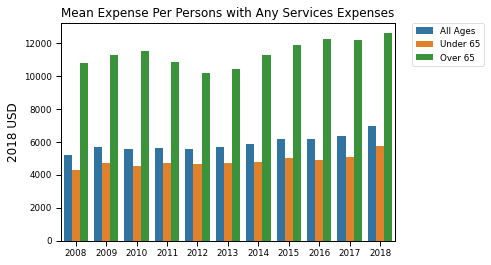 Mean Expense Per Persons with Any Services Expenses
All Ages
Under 65
Over 65
2018 USD
12000
10000
8000
6000
4000
2000
0
2008 2009 2010 2011 2012 2013 2014 2015 2016 2017 2018